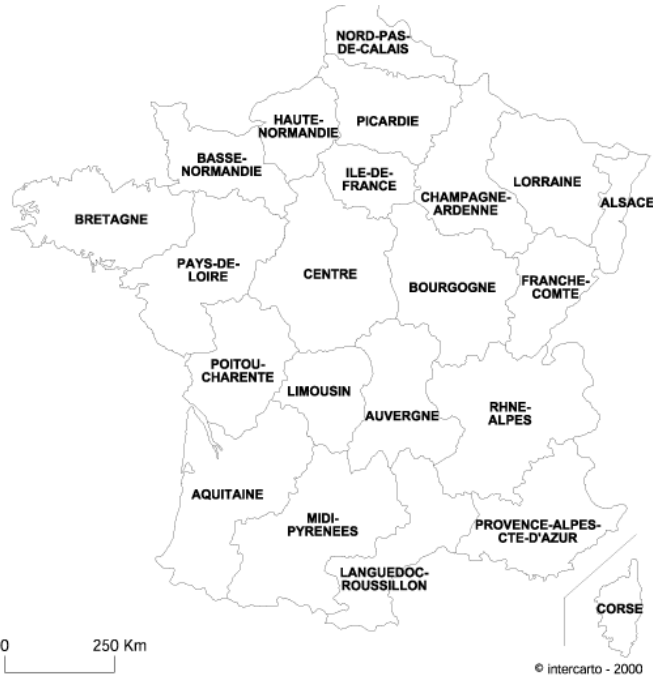 NORD-PAS-
DE-CALAIS
HAUTE-
NORMANDIE
PICARDIE
BASSE-
NORMANDIE
ILE-DE-
FRANCE
CHAMPAGNE-
ARDENNE
LORRAINE
ALSACE
BRETAGNE
PAYS-DE-
LOIRE
CENTRE
BOURGOGNE
FRANCHE-
COMTE
POITOU-
CHARENTE
LIMOUSIN
AUVERGNE
RHNE-
ALPES
AQUITAINE
MIDI-
PYRENEES
PROVENCE-ALPES-
CTE-D'AZUR
LANGUEDOC-
ROUSSILLON
CORSE
0 250 Km
© intercarto - 2000